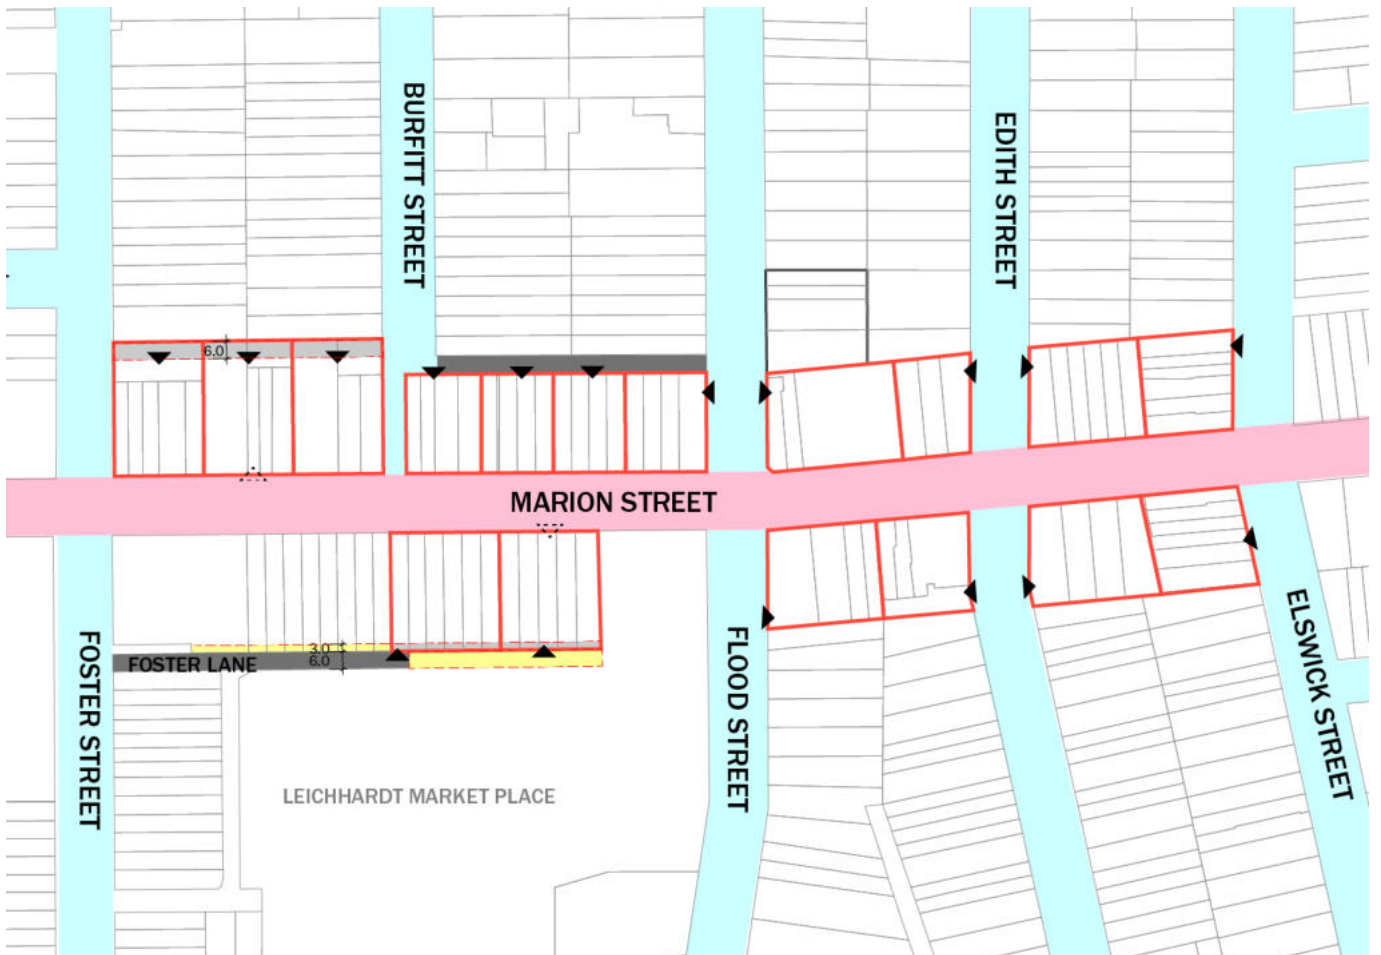 BURFITT STREET
EDITH STREET
6.0
MARION STREET
3.0
6.0
FOSTER LANE
FOSTER STREET
FLOOD STREET
ELSWICK STREET
LEICHHARDT MARKET PLACE